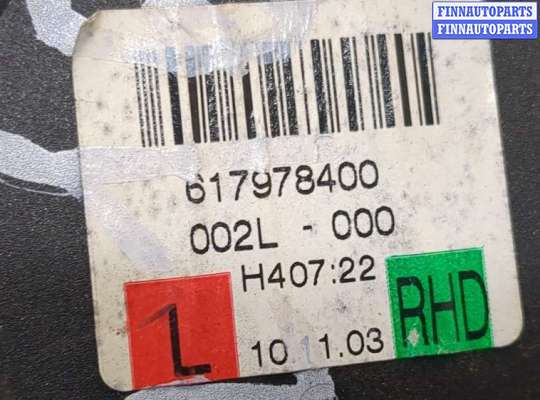 FINNAUTOPARTS
FINNAUTOPARTS
617978400
002L - 000
H407:22
L
10.11.03
RHD